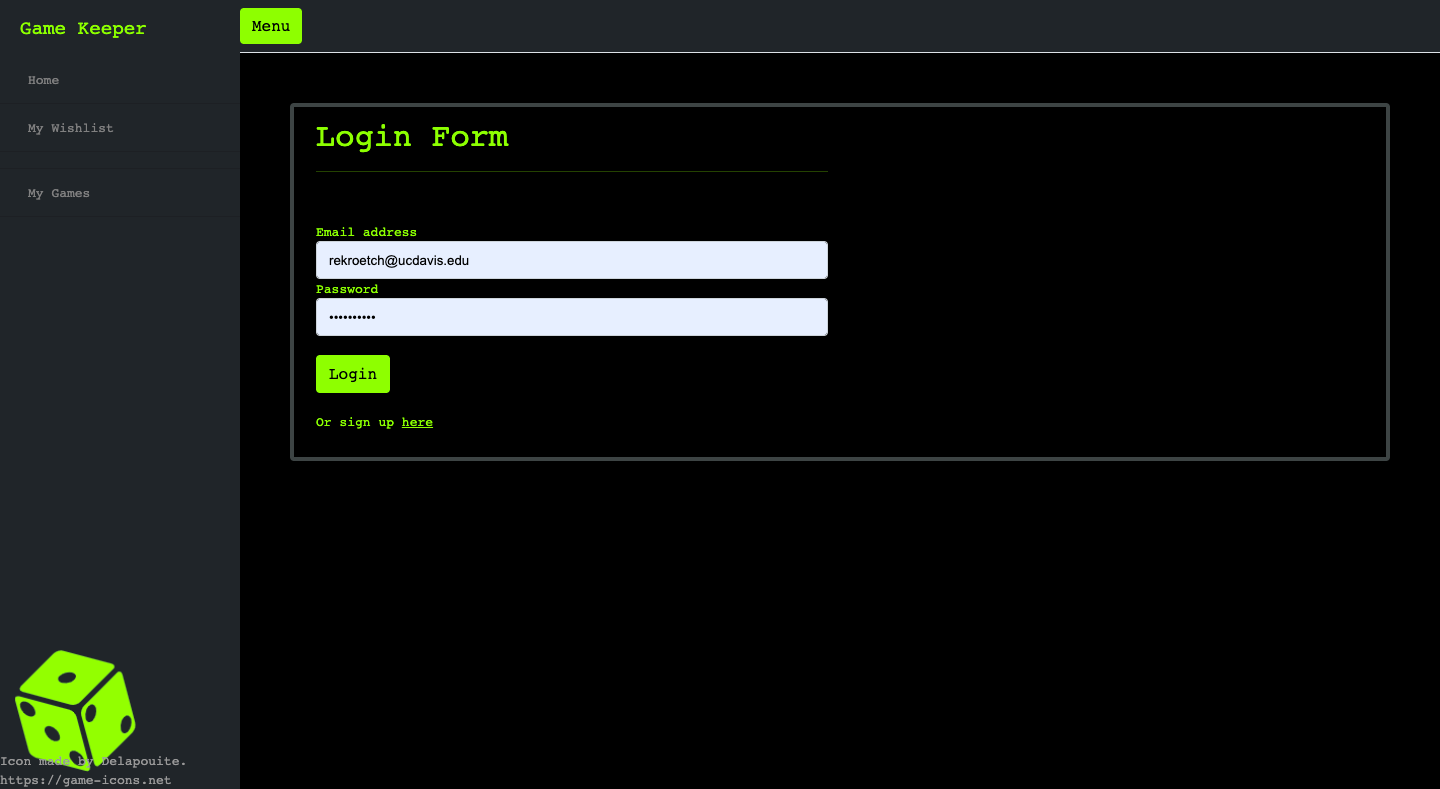 Game Keeper
Menu
Home
My Wishlist
My Games
Login Form
Email address
rekroetch@ucdavis.edu
Password
••••••••••
Login
Or sign up here
Icon made by Delapouite.
https://game-icons.net